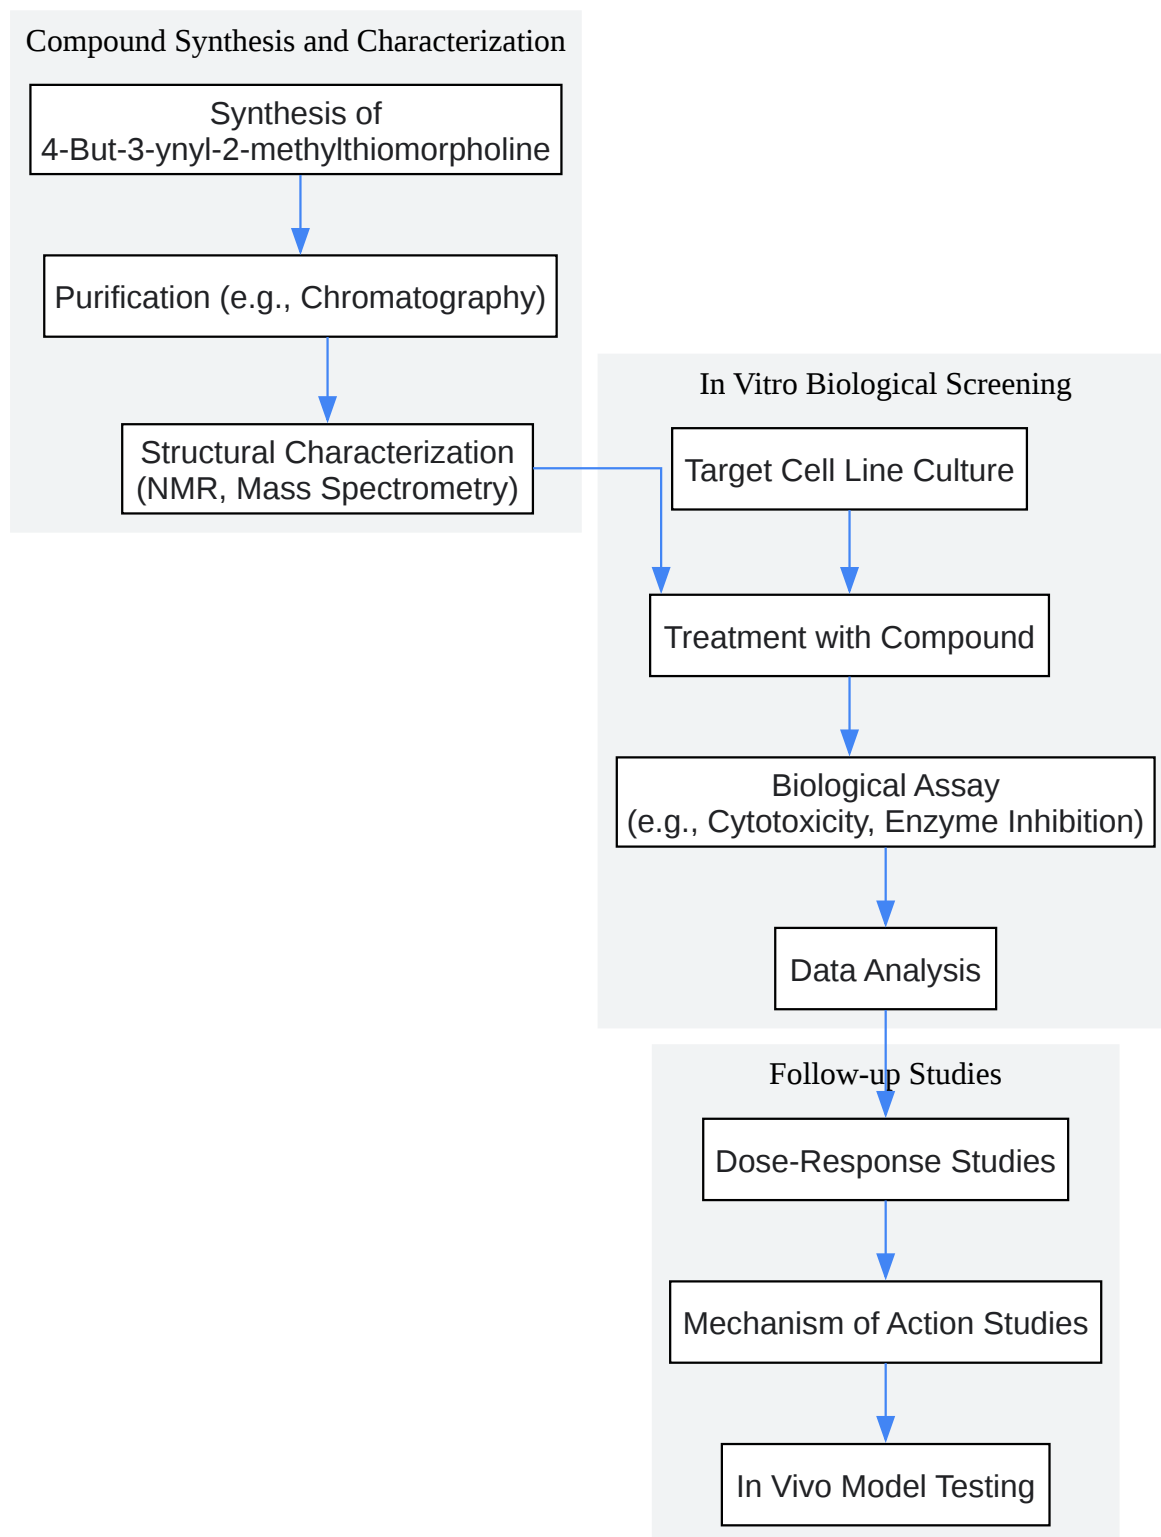 Compound Synthesis and Characterization
Synthesis of
4-But-3-ynyl-2-methylthiomorpholine
Purification (e.g., Chromatography)
Structural Characterization
(NMR, Mass Spectrometry)
In Vitro Biological Screening
Target Cell Line Culture
Treatment with Compound
Biological Assay
(e.g., Cytotoxicity, Enzyme Inhibition)
Data Analysis
Follow-up Studies
Dose-Response Studies
Mechanism of Action Studies
In Vivo Model Testing